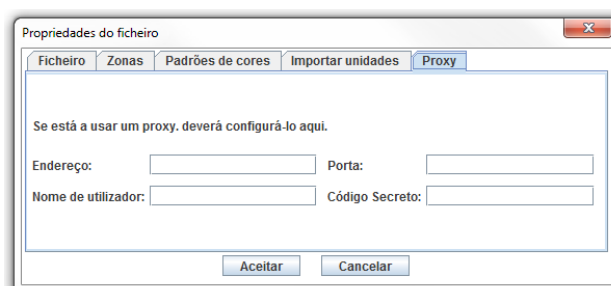 Propriedades do ficheiro
Ficheiro Zonas Padrões de cores Importar unidades Proxy
Se está a usar um proxy. deverá configurá-lo aqui.
Endereço: Porta:
Nome de utilizador: Código Secreto:
Aceitar Cancelar